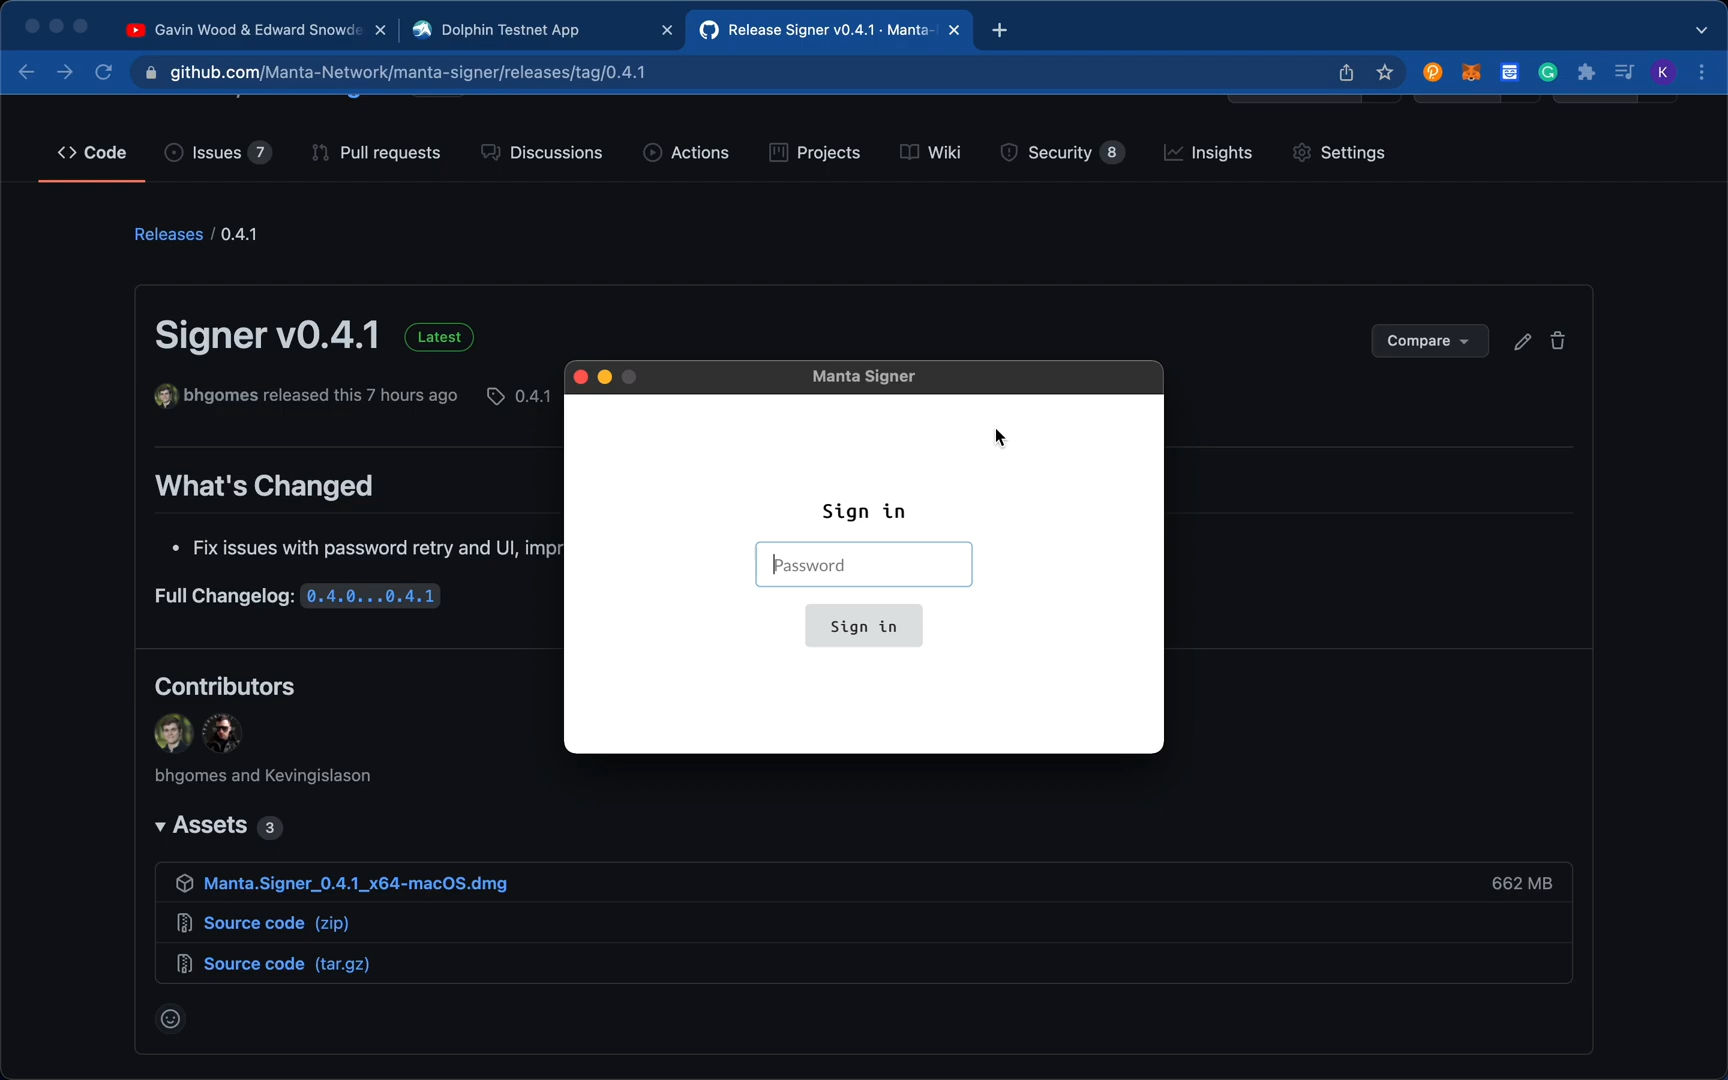 Gavin Wood & Edward Snowde
Dolphin Testnet App
Release Signer v0.4.1 · Manta-
github.com/Manta-Network/manta-signer/releases/tag/0.4.1
K
Code
Issues 7
Pull requests
Discussions
Actions
Projects
Wiki
Security 8
Insights
Settings
Releases / 0.4.1
Signer v0.4.1 Latest
Compare
bhgomes released this 7 hours ago 0.4.1
Manta Signer
What's Changed
Sign in
• Fix issues with password retry and UI, impr
Password
Full Changelog: 0.4.0...0.4.1
Sign in
Contributors
bhgomes and Kevingislason
Assets 3
Manta.Signer_0.4.1_x64-macOS.dmg 662 MB
Source code (zip)
Source code (tar.gz)